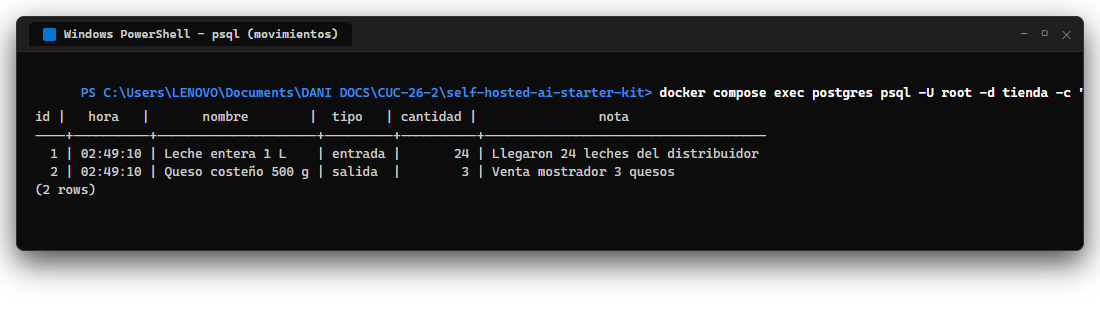 Windows PowerShell - psql (movimientos)
PS C:\Users\LENOVO\Documents\DANI DOCS\CUC-26-2\self-hosted-ai-starter-kit> docker compose exec postgres psql -U root -d tienda -c "
id |   hora   |       nombre        |  tipo   | cantidad |                nota
----+----------+---------------------+---------+----------+-------------------------------------
  1 | 02:49:10 | Leche entera 1 L    | entrada |       24 | Llegaron 24 leches del distribuidor
  2 | 02:49:10 | Queso costeño 500 g | salida  |        3 | Venta mostrador 3 quesos
(2 rows)